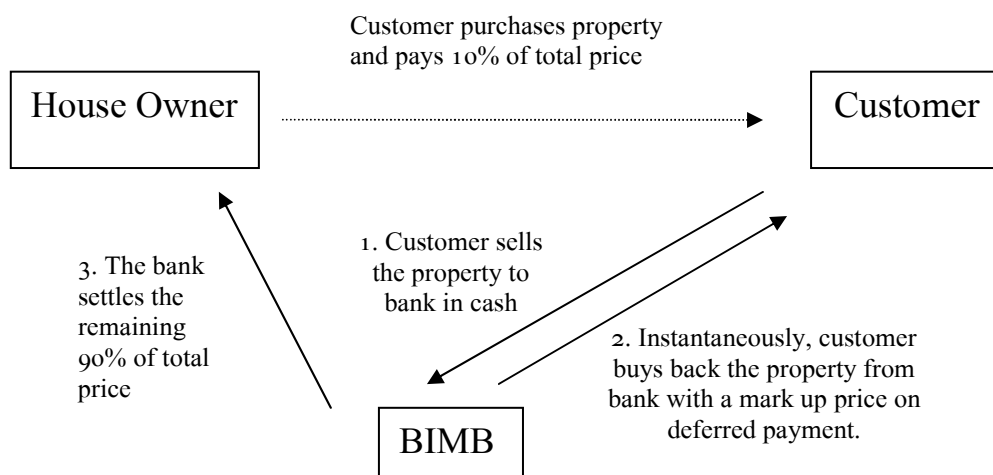 Customer purchases property
and pays 10% of total price
House Owner
Customer
1. Customer sells
the property to
bank in cash
3. The bank
settles the
remaining
90% of total
price
2. Instantaneously, customer
buys back the property from
bank with a mark up price on
deferred payment.
BIMB